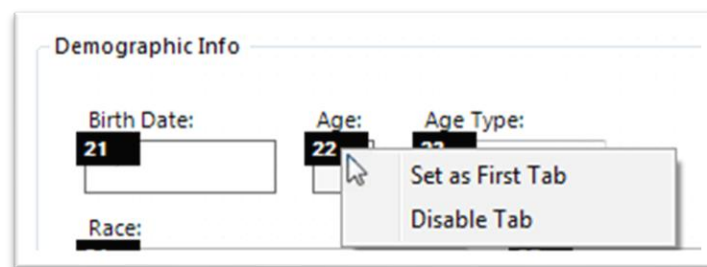 Demographic Info
Birth Date: Age: Age Type:
21 22
Set as First Tab
Disable Tab
Race: